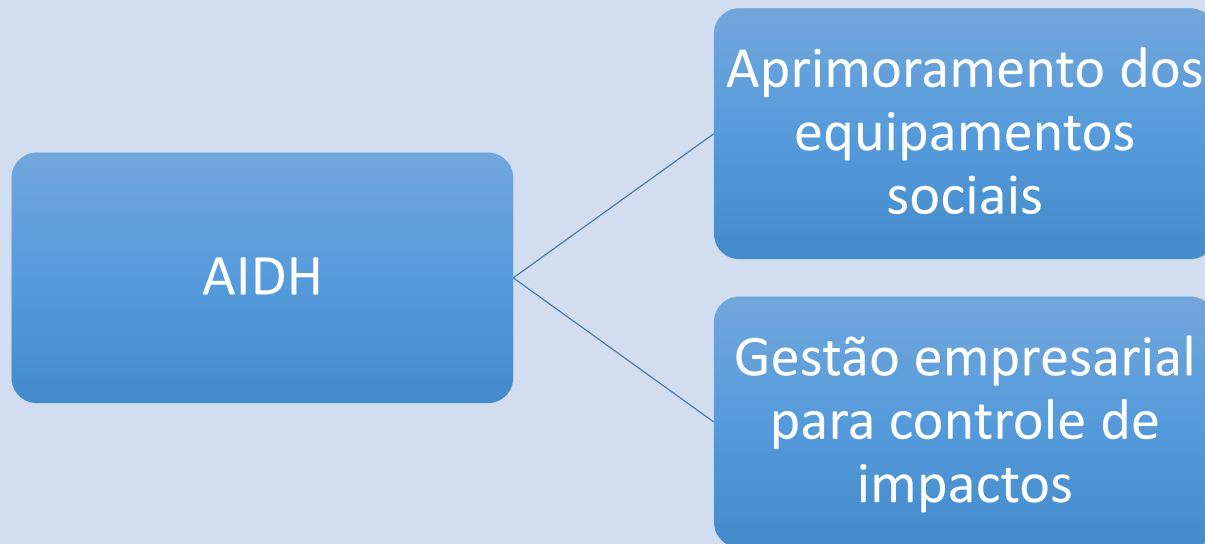 AIDH
Aprimoramento dos
equipamentos
sociais
Gestão empresarial
para controle de
impactos